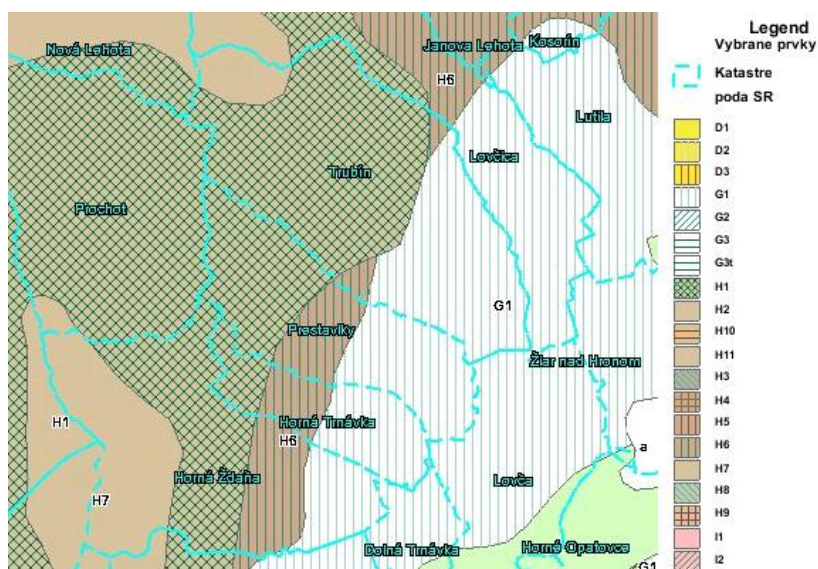 Nová Lehota
Janova Lehota
Kosorín
H6
Lutila
Lovčica
Trubín
Prochot
G1
Prestavlky
Žiar nad Hronom
H1
Horná Trnávka
H6
a
Horná Ždaňa
Lovča
H7
Dolná Trnávka
Horné Opatovce
G1
Legend
Vybrane prvky
Katastre
poda SR
D1
D2
D3
G1
G2
G3
G3t
H1
H2
H10
H11
H3
H4
H5
H6
H7
H8
H9
I1
I2